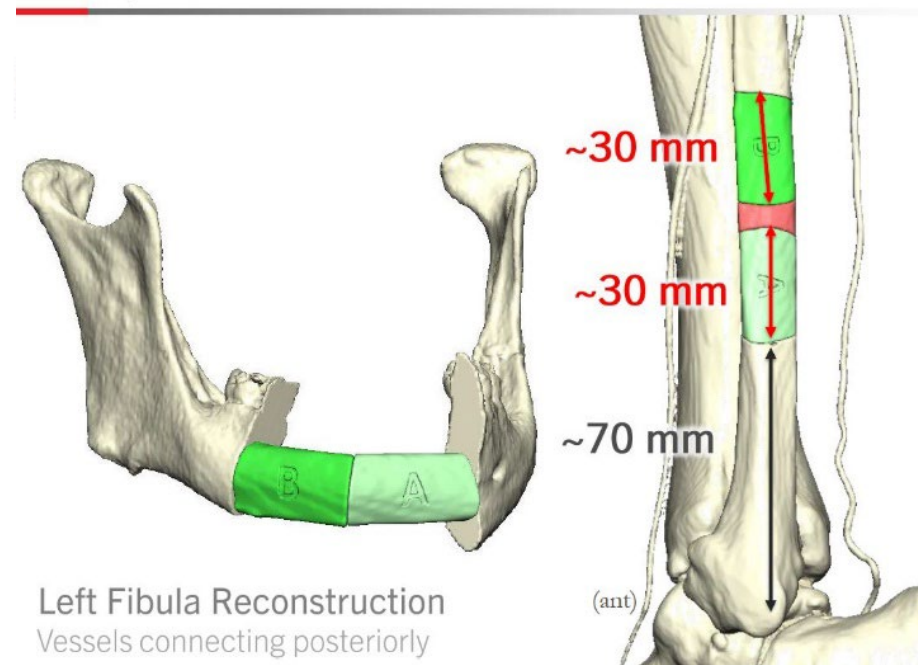 B
~30 mm
A
~30 mm
~70 mm
B
A
(ant)
Left Fibula Reconstruction
Vessels connecting posteriorly